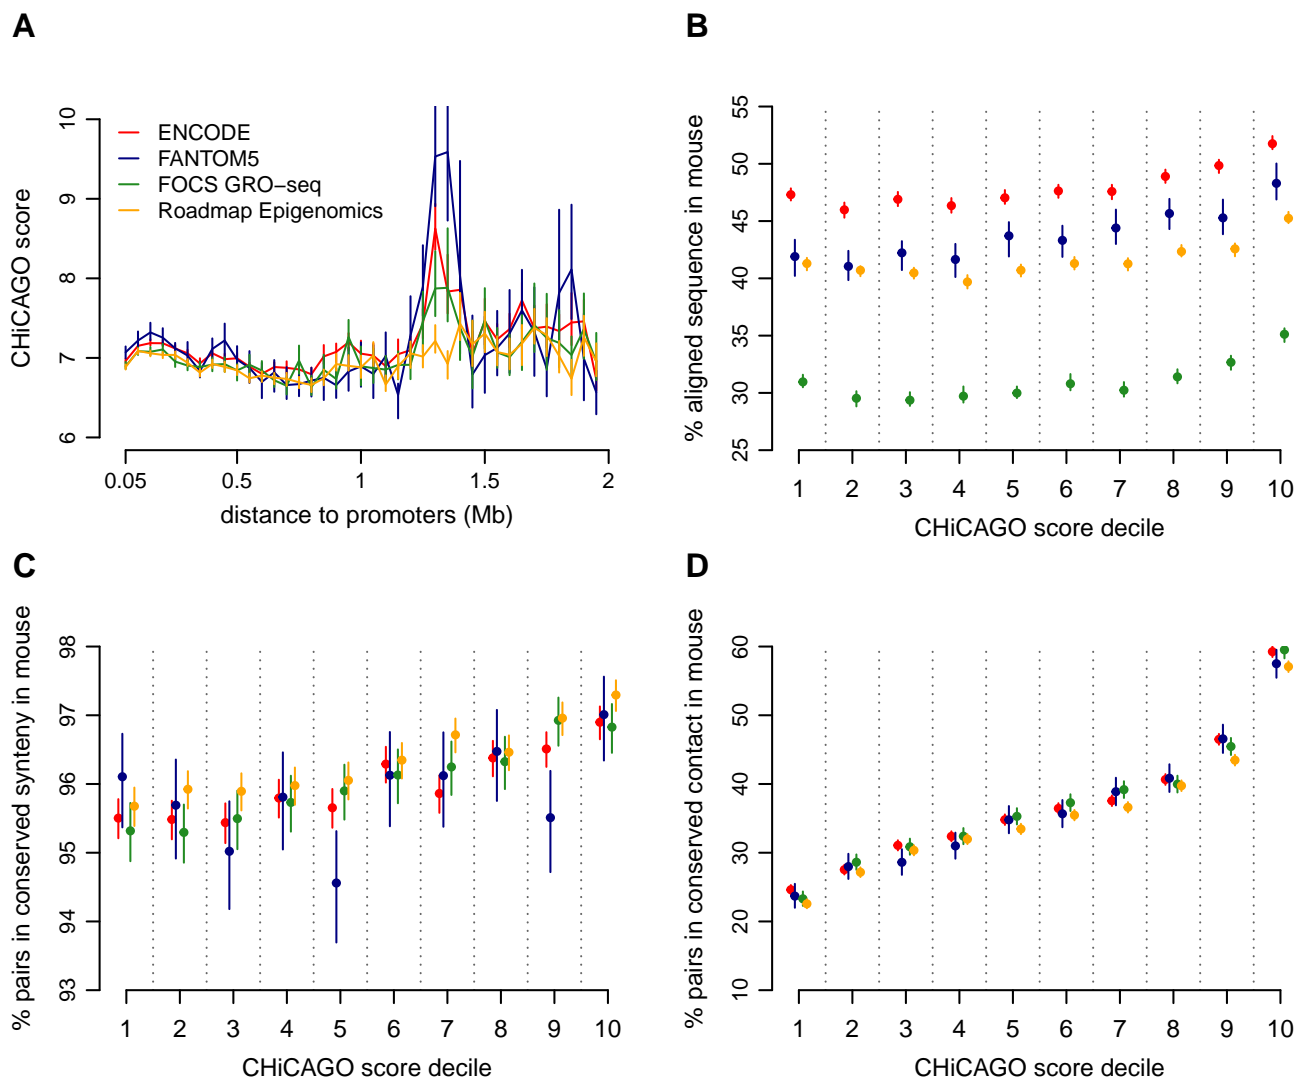 A
CHiCAGO score
10
9
8
7
6
ENCODE
FANTOM5
FOCS GRO−seq
Roadmap Epigenomics
0.05 0.5 1 1.5 2
distance to promoters (Mb)
B
% aligned sequence in mouse
55
50
45
40
35
30
25
1 2 3 4 5 6 7 8 9 10
CHiCAGO score decile
C
% pairs in conserved synteny in mouse
98
97
96
95
94
93
1 2 3 4 5 6 7 8 9 10
CHiCAGO score decile
D
% pairs in conserved contact in mouse
60
50
40
30
20
10
1 2 3 4 5 6 7 8 9 10
CHiCAGO score decile